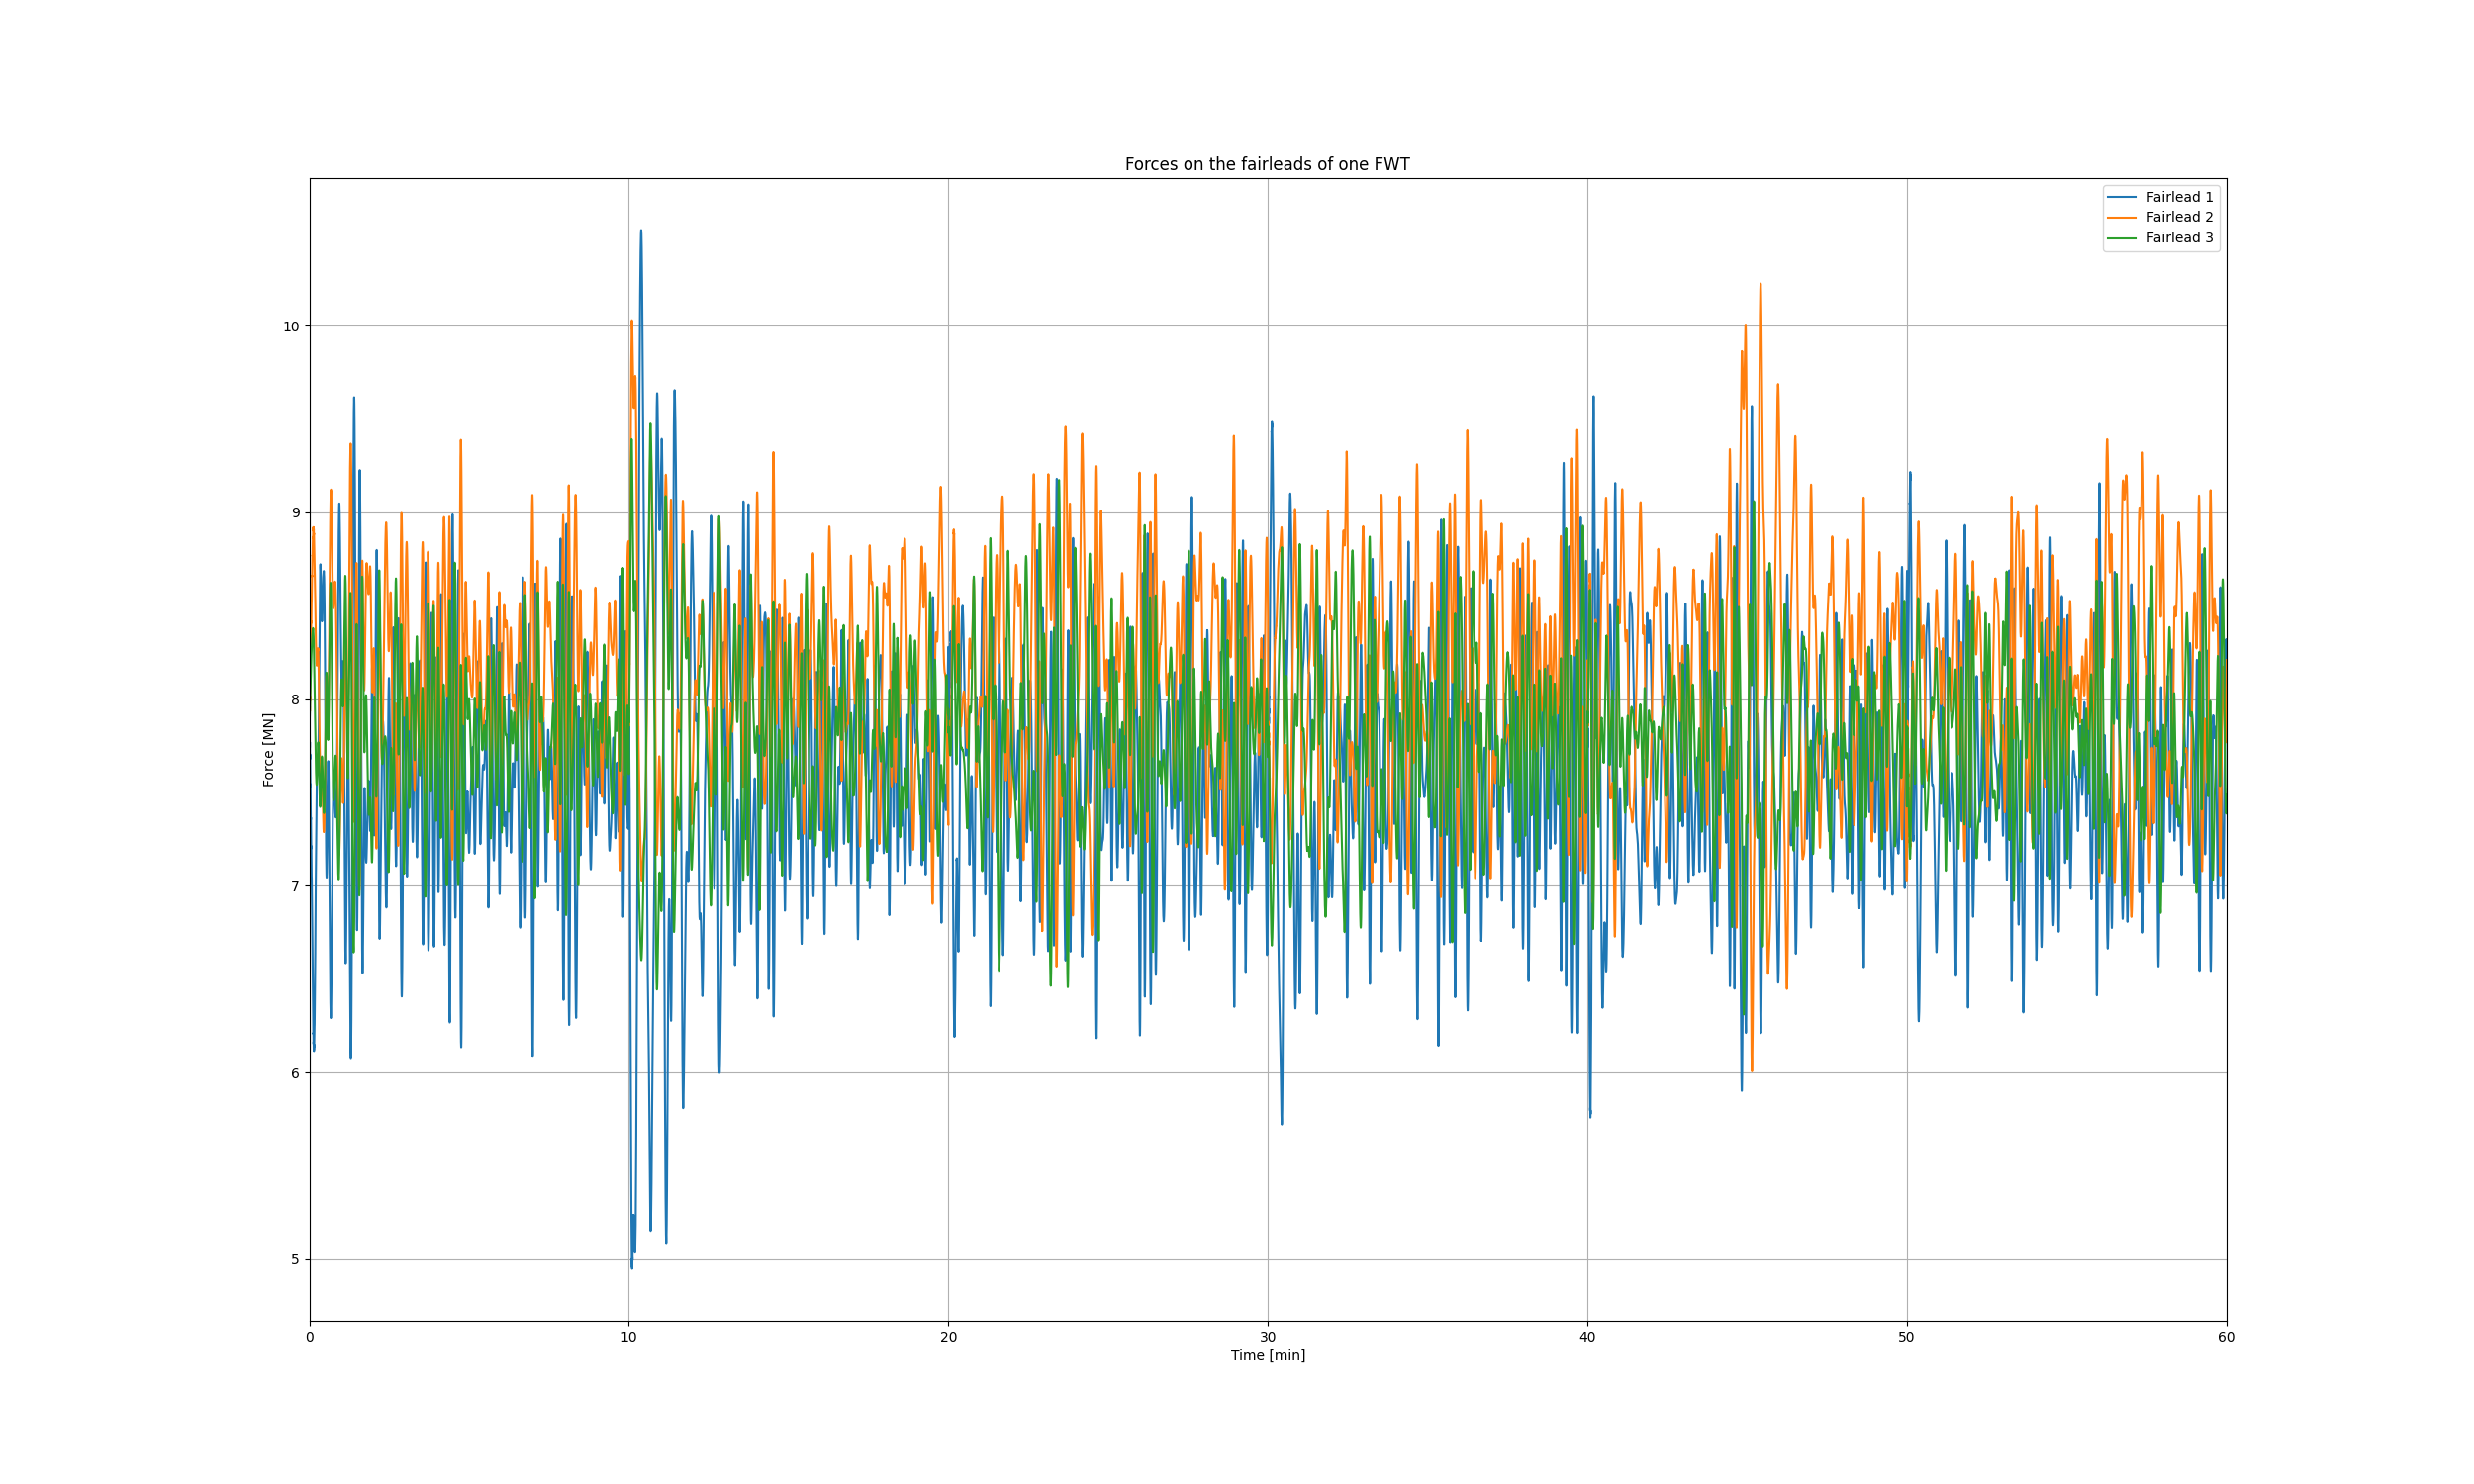 Forces on the fairleads of one FWT
Fairlead 1
Fairlead 2
Fairlead 3
Force [MN]
10
9
8
7
6
5
0 10 20 30 40 50 60
Time [min]